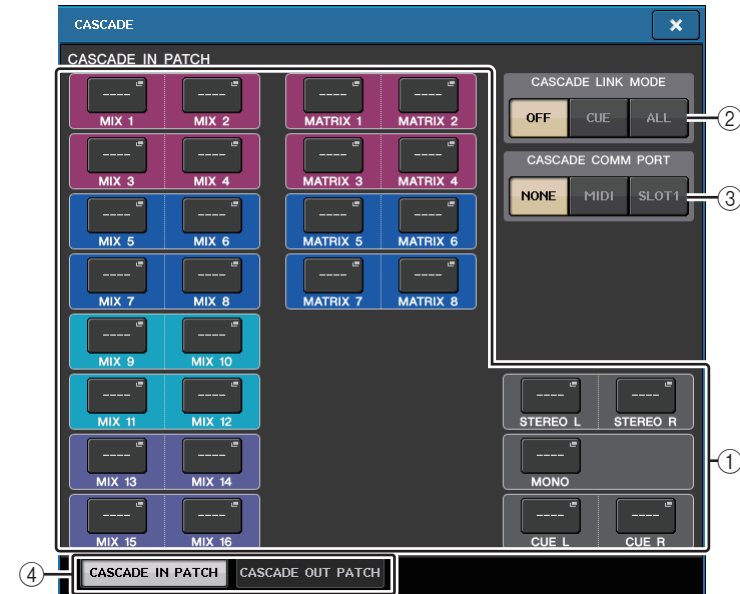 CASCADE
CASCADE IN PATCH
---- ---- ---- ----
MIX 1 MIX 2 MATRIX 1 MATRIX 2
CASCADE LINK MODE
OFF CUE ALL
②
---- ---- ---- ----
MIX 3 MIX 4 MATRIX 3 MATRIX 4
CASCADE COMM PORT
NONE MIDI SLOT1
③
---- ---- ---- ----
MIX 5 MIX 6 MATRIX 5 MATRIX 6
---- ---- ---- ----
MIX 7 MIX 8 MATRIX 7 MATRIX 8
---- ----
MIX 9 MIX 10
---- ---- ---- ----
MIX 11 MIX 12 STEREO L STEREO R
---- ---- ----
MIX 13 MIX 14 MONO
①
---- ---- ---- ----
MIX 15 MIX 16 CUE L CUE R
④
CASCADE IN PATCH CASCADE OUT PATCH